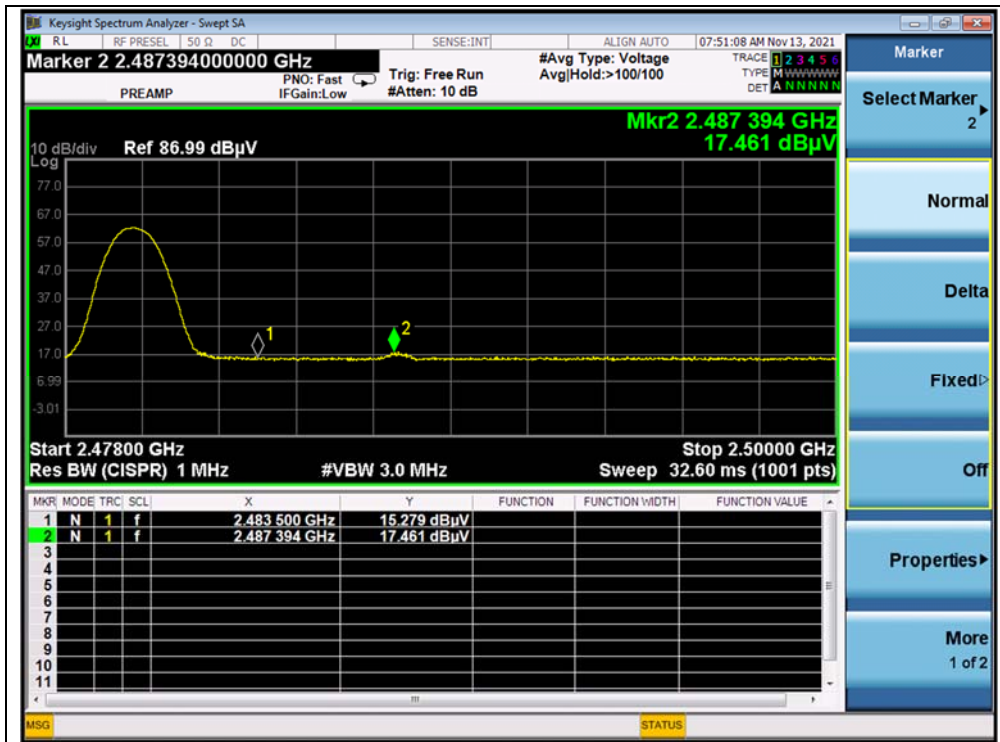 Keysight Spectrum Analyzer - Swept SA
LXI RL RF PRESEL 50 Ω DC SENSE:INT ALIGN AUTO 07:51:08 AM Nov 13, 2021
Marker 2 2.487394000000 GHz
#Avg Type: Voltage
TRACE 1 2 3 4 5 6
PREAMP
PNO: Fast
IFGain:Low
Trig: Free Run
#Atten: 10 dB
Avg|Hold:>100/100
TYPE M WWWWW
DET A N N N N N
Mkr2 2.487 394 GHz
17.461 dBµV
10 dB/div Ref 86.99 dBµV
Log
77.0
67.0
57.0
47.0
37.0
27.0
17.0
6.99
-3.01
1
2
Start 2.47800 GHz
Stop 2.50000 GHz
Res BW (CISPR) 1 MHz #VBW 3.0 MHz Sweep 32.60 ms (1001 pts)
MKR MODE TRC SCL X Y FUNCTION FUNCTION WIDTH FUNCTION VALUE
1 N 1 f 2.483 500 GHz 15.279 dBµV
2 N 1 f 2.487 394 GHz 17.461 dBµV
3
4
5
6
7
8
9
10
11
MSG STATUS
Marker
Select Marker
2
Normal
Delta
Fixed
Off
Properties
More
1 of 2